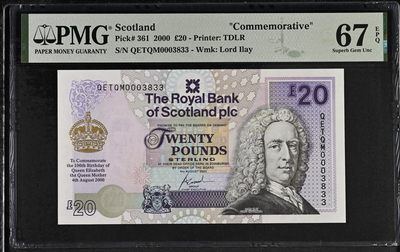 PMG
PAPER MONEY GUARANTY
Scotland "Commemorative"
Pick# 361 2000 £20 - Printer: TDLR
S/N QETQM0003833 - Wmk: Lord Ilay
67 EPQ
Superb Gem Unc
QETQM0003833
£20
The Royal Bank
of Scotland plc
TWENTY
POUNDS
STERLING
To Commemorate
the 100th Birthday of
Queen Elizabeth
the Queen Mother
4th August 2000
£20
QETQM0003833